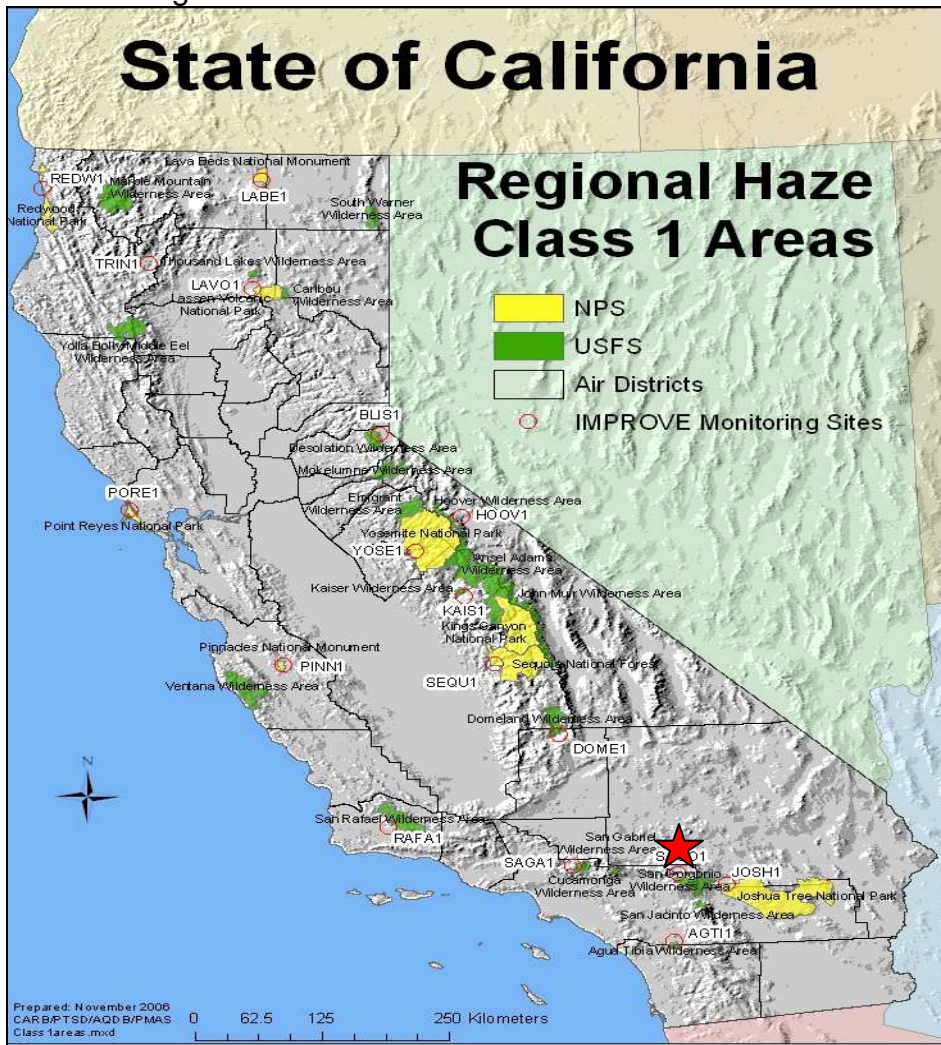 State of California
Regional Haze
Class 1 Areas
NPS
USFS
Air Districts
IMPROVE Monitoring Sites
Lava Beds National Monument
LABE1
REDW1
Redwood
National Park
Marble Mountain
Wilderness Area
South Warner
Wilderness Area
TRIN1
Thousand Lakes Wilderness Area
LAVO1
Lassen Volcanic
National Park
Caribou
Wilderness Area
Yolla Bolly Middle Eel
Wilderness Area
BLIS1
Desolation Wilderness Area
Mokelumne Wilderness Area
PORE1
Point Reyes National Park
Emigrant
Wilderness Area
Hoover Wilderness Area
HOOV1
Yosemite National Park
YOSE1
Ansel Adams
Wilderness Area
Kaiser Wilderness Area
KAIS1
John Muir Wilderness Area
Kings Canyon
National Park
Pinnacles National Monument
PINN1
SEQU1
Sequoia National Forest
Ventana Wilderness Area
Domeland Wilderness Area
DOME1
N
San Rafael Wilderness Area
RAFA1
San Gabriel
Wilderness Area
SAGA1
Cucamonga
Wilderness Area
San Gorgonio
Wilderness Area
JOSH1
Joshua Tree National Park
San Jacinto Wilderness Area
AGTI1
Agua Tibia Wilderness Area
Prepared: November 2006
CARB/PTSD/AQDB/PMAS
Class 1areas.mxd
0 62.5 125 250 Kilometers